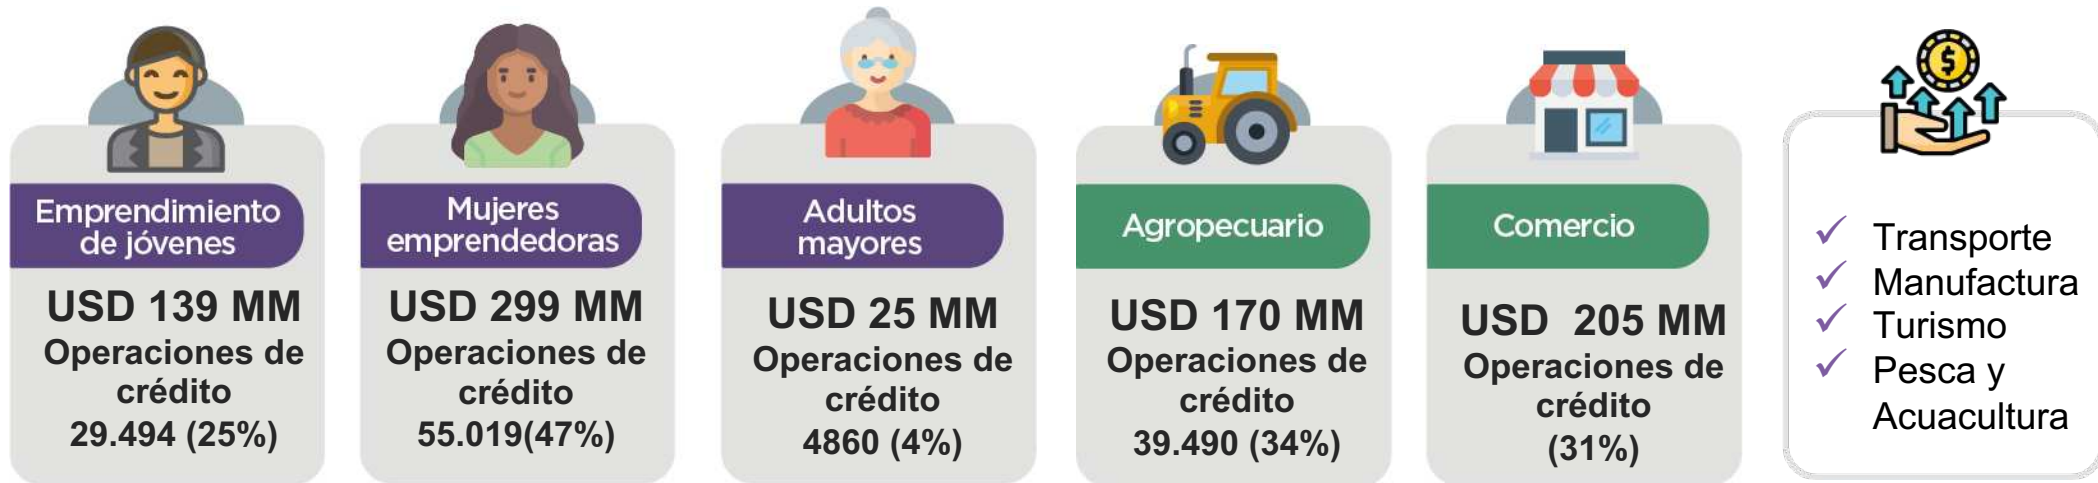 Emprendimiento
de jóvenes
USD 139 MM
Operaciones de
crédito
29.494 (25%)
Mujeres
emprendedoras
USD 299 MM
Operaciones de
crédito
55.019(47%)
Adultos
mayores
USD 25 MM
Operaciones de
crédito
4860 (4%)
Agropecuario
USD 170 MM
Operaciones de
crédito
39.490 (34%)
Comercio
USD 205 MM
Operaciones de
crédito
(31%)
$
✓ Transporte
✓ Manufactura
✓ Turismo
✓ Pesca y
Acuacultura